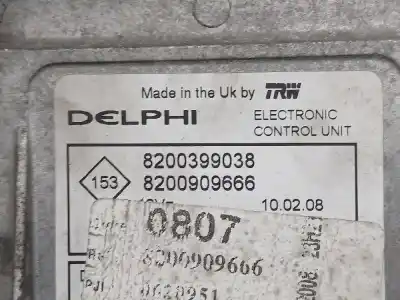 Made in the Uk by TRW
DELPHI ELECTRONIC
CONTROL UNIT
153 8200399038
8200909666
10.02.08
0807
8200909666